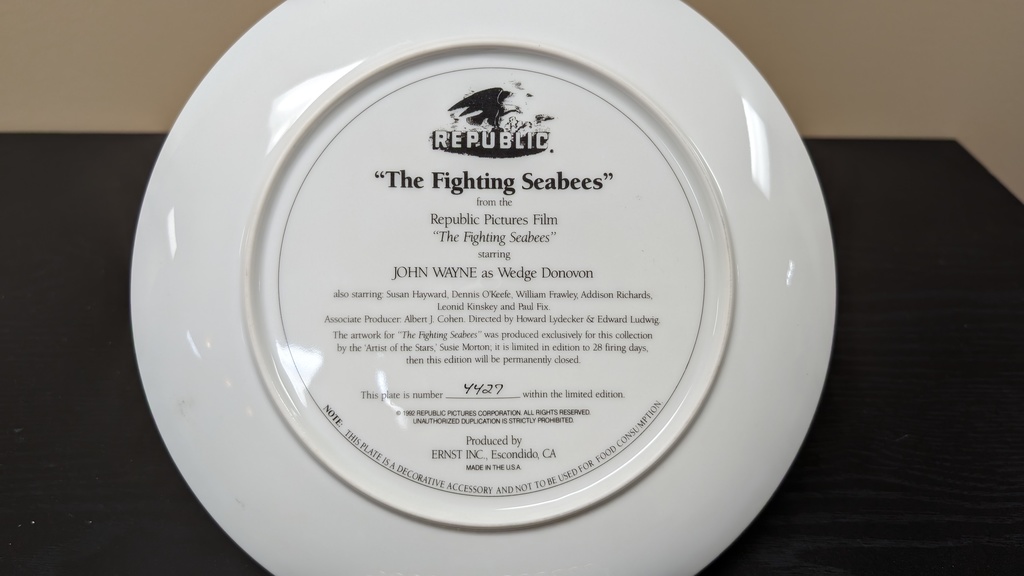 REPUBLIC.
“The Fighting Seabees”
from the
Republic Pictures Film
“The Fighting Seabees”
starring
JOHN WAYNE as Wedge Donovon
also starring: Susan Hayward, Dennis O'Keefe, William Frawley, Addison Richards,
Leonid Kinskey and Paul Fix.
Associate Producer: Albert J. Cohen. Directed by Howard Lydecker & Edward Ludwig.
The artwork for “The Fighting Seabees” was produced exclusively for this collection
by the 'Artist of the Stars,' Susie Morton; it is limited in edition to 28 firing days,
then this edition will be permanently closed.
This plate is number 4427 within the limited edition.
© 1992 REPUBLIC PICTURES CORPORATION. ALL RIGHTS RESERVED.
UNAUTHORIZED DUPLICATION IS STRICTLY PROHIBITED.
Produced by
ERNST INC., Escondido, CA
MADE IN THE U.S.A.
NOTE: THIS PLATE IS A DECORATIVE ACCESSORY AND NOT TO BE USED FOR FOOD CONSUMPTION.